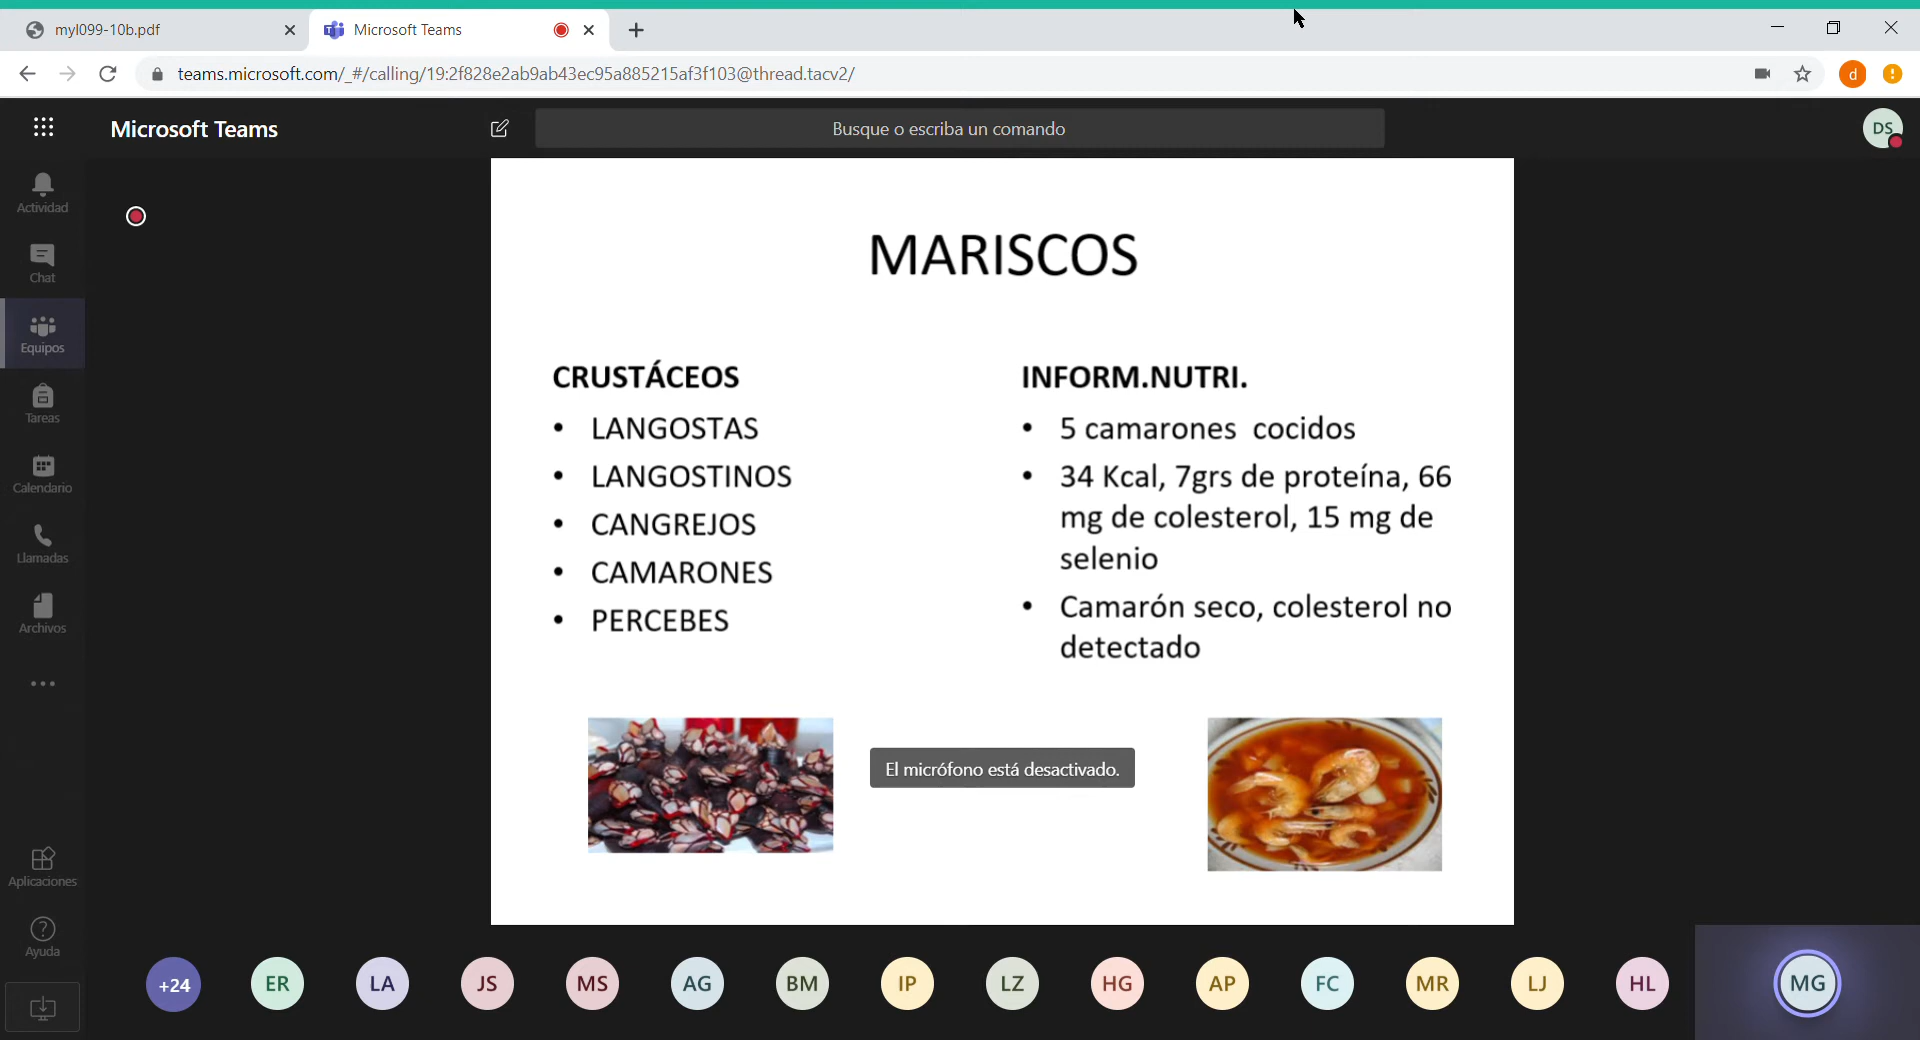 myl099-10b.pdf
Microsoft Teams
teams.microsoft.com/_#/calling/19:2f828e2ab9ab43ec95a885215af3f103@thread.tacv2/
d
Microsoft Teams
Busque o escriba un comando
DS
Actividad
Chat
Equipos
Tareas
Calendario
Llamadas
Archivos
Aplicaciones
Ayuda
MARISCOS
CRUSTÁCEOS
• LANGOSTAS
• LANGOSTINOS
• CANGREJOS
• CAMARONES
• PERCEBES
INFORM.NUTRI.
• 5 camarones cocidos
• 34 Kcal, 7grs de proteína, 66
mg de colesterol, 15 mg de
selenio
• Camarón seco, colesterol no
detectado
El micrófono está desactivado.
+24
ER
LA
JS
MS
AG
BM
IP
LZ
HG
AP
FC
MR
LJ
HL
MG